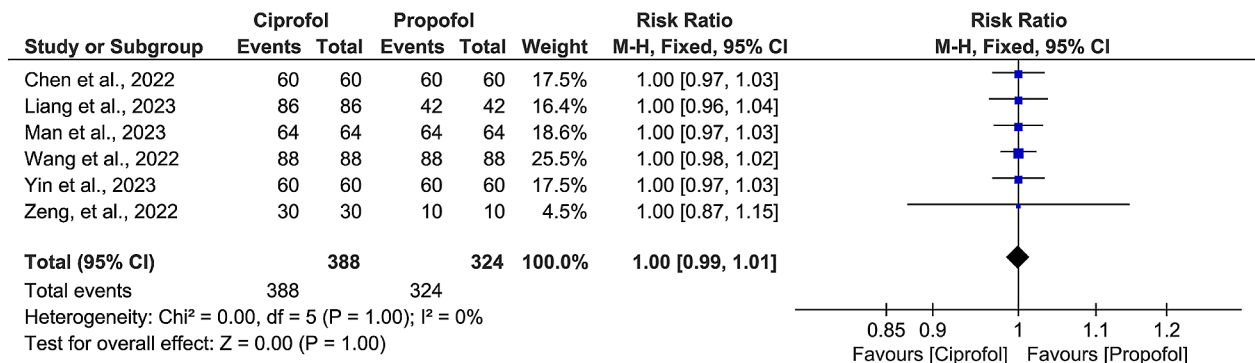 Ciprofol Propofol Risk Ratio Risk Ratio
Study or Subgroup Events Total Events Total Weight M-H, Fixed, 95% CI M-H, Fixed, 95% CI
Chen et al., 2022 60 60 60 60 17.5% 1.00 [0.97, 1.03]
Liang et al., 2023 86 86 42 42 16.4% 1.00 [0.96, 1.04]
Man et al., 2023 64 64 64 64 18.6% 1.00 [0.97, 1.03]
Wang et al., 2022 88 88 88 88 25.5% 1.00 [0.98, 1.02]
Yin et al., 2023 60 60 60 60 17.5% 1.00 [0.97, 1.03]
Zeng, et al., 2022 30 30 10 10 4.5% 1.00 [0.87, 1.15]
Total (95% CI) 388 324 100.0% 1.00 [0.99, 1.01]
Total events 388 324
Heterogeneity: Chi² = 0.00, df = 5 (P = 1.00); I² = 0%
Test for overall effect: Z = 0.00 (P = 1.00)
0.85 0.9 1 1.1 1.2
Favours [Ciprofol] Favours [Propofol]